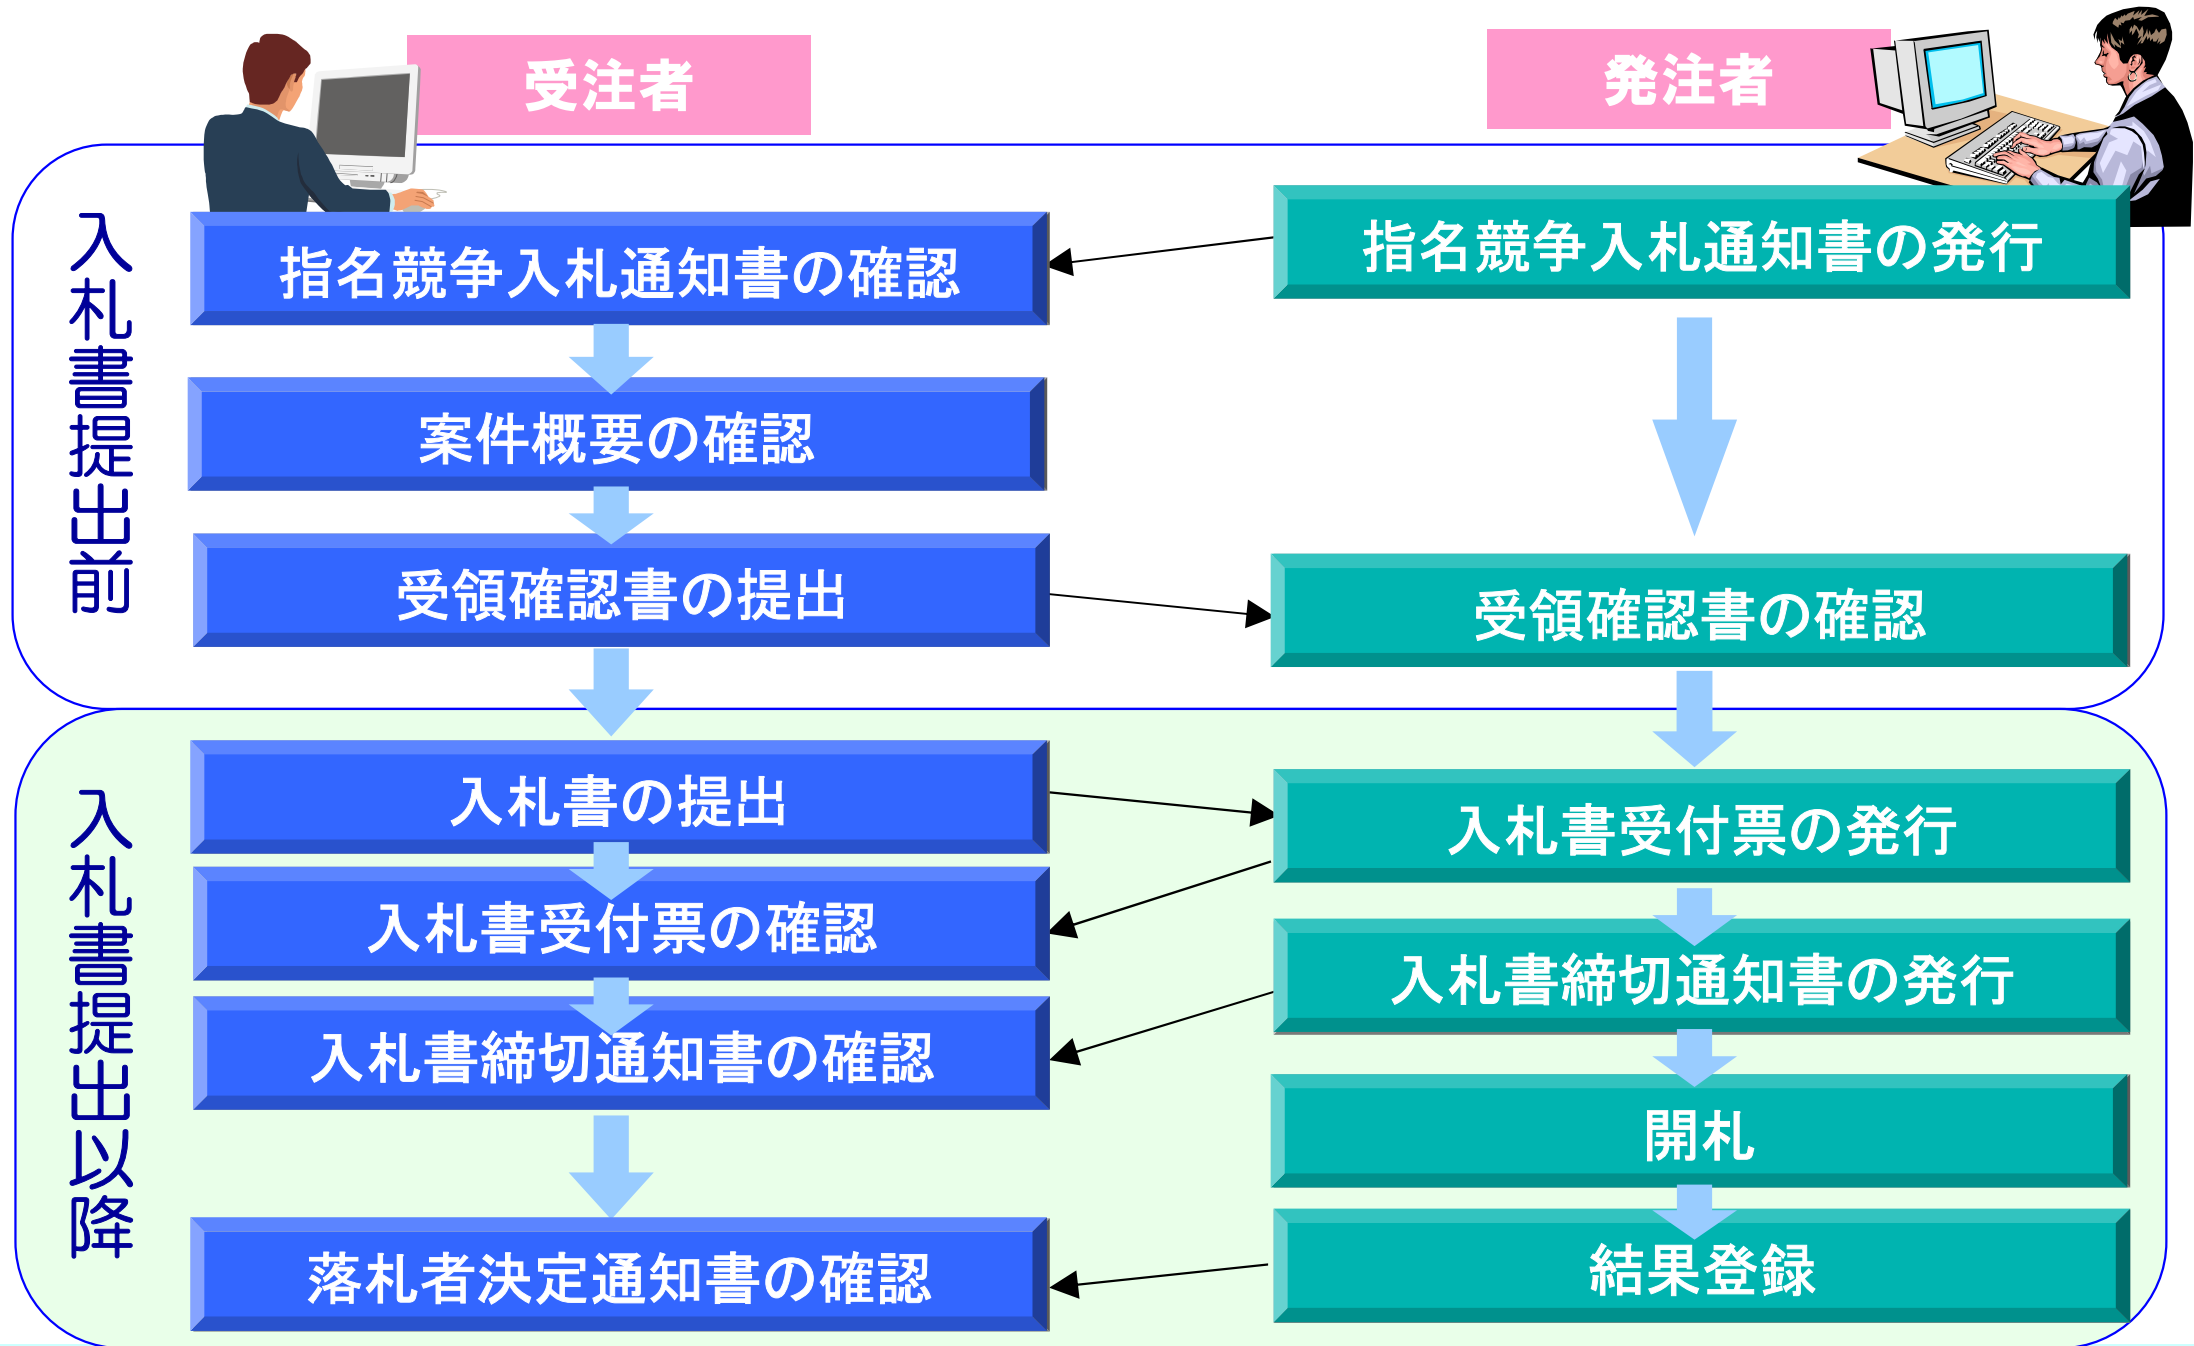 受注者
発注者
入札書提出前
指名競争入札通知書の確認
指名競争入札通知書の発行
案件概要の確認
受領確認書の提出
受領確認書の確認
入札書提出以降
入札書の提出
入札書受付票の発行
入札書受付票の確認
入札書締切通知書の発行
入札書締切通知書の確認
開札
結果登録
落札者決定通知書の確認